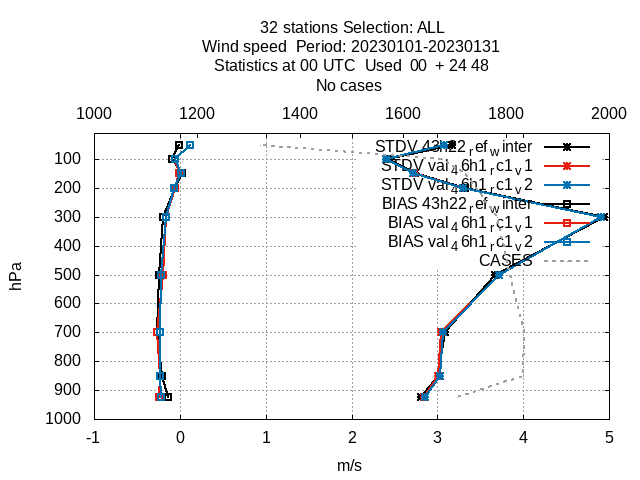 32 stations Selection: ALL
Wind speed  Period: 20230101-20230131
Statistics at 00 UTC  Used  00  + 24 48
No cases
1000 1200 1400 1600 1800 2000
STDV 43h22_ref_winter
STDV val_46h1_rc1_v1
STDV val_46h1_rc1_v2
BIAS 43h22_ref_winter
BIAS val_46h1_rc1_v1
BIAS val_46h1_rc1_v2
CASES
100
200
300
400
500
600
700
800
900
1000
hPa
-1 0 1 2 3 4 5
m/s